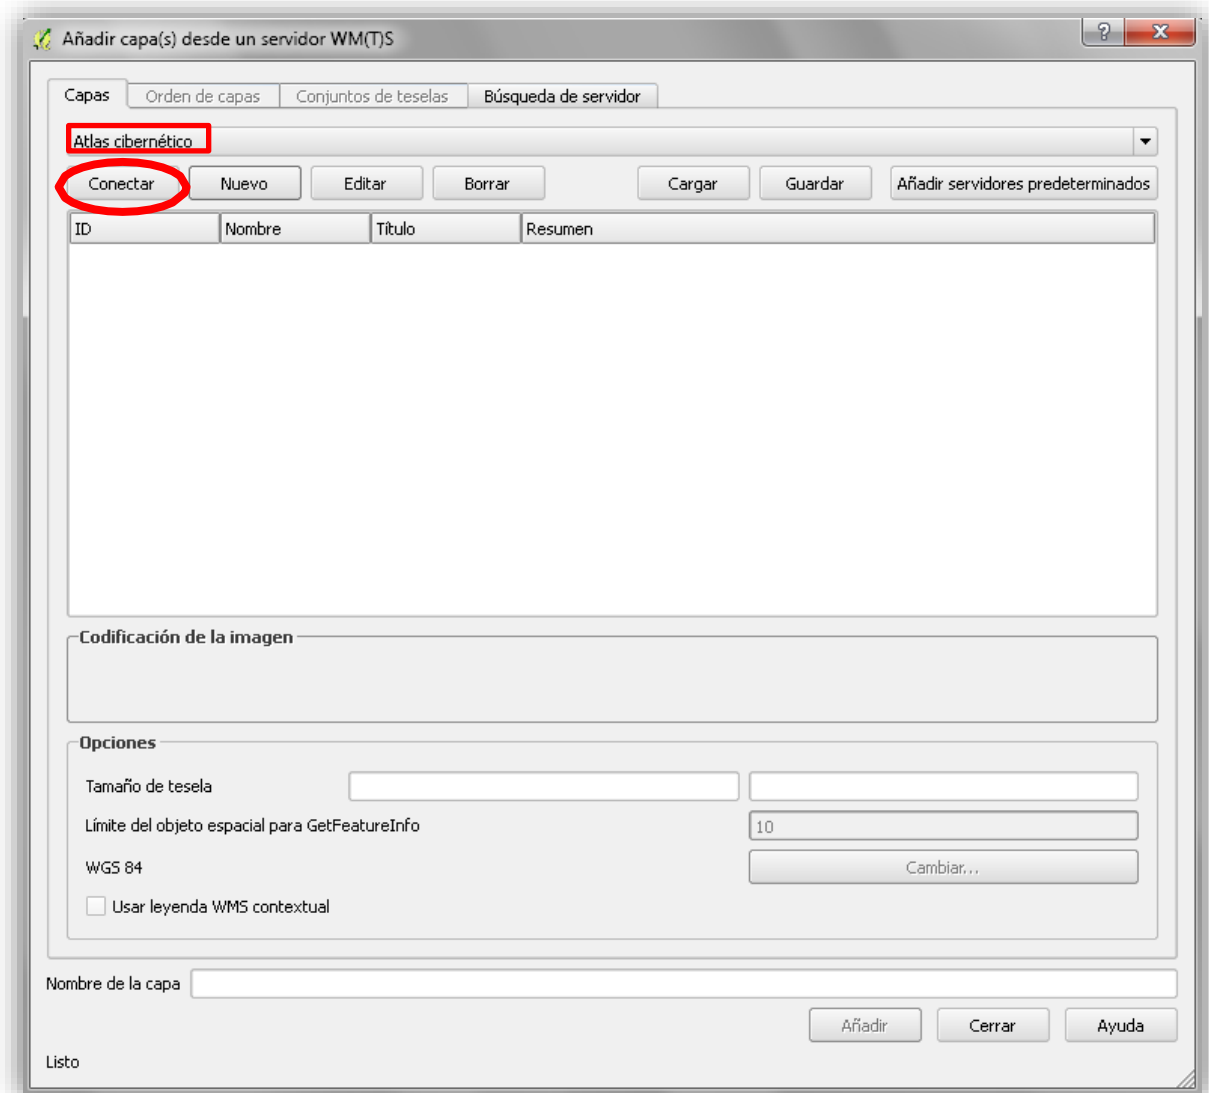 Añadir capa(s) desde un servidor WM(T)S
?
X
Capas Orden de capas Conjuntos de teselas Búsqueda de servidor
Atlas cibernético
Conectar Nuevo Editar Borrar Cargar Guardar Añadir servidores predeterminados
ID Nombre Título Resumen
Codificación de la imagen
Opciones
Tamaño de tesela
Límite del objeto espacial para GetFeatureInfo 10
WGS 84 Cambiar...
Usar leyenda WMS contextual
Nombre de la capa
Añadir Cerrar Ayuda
Listo